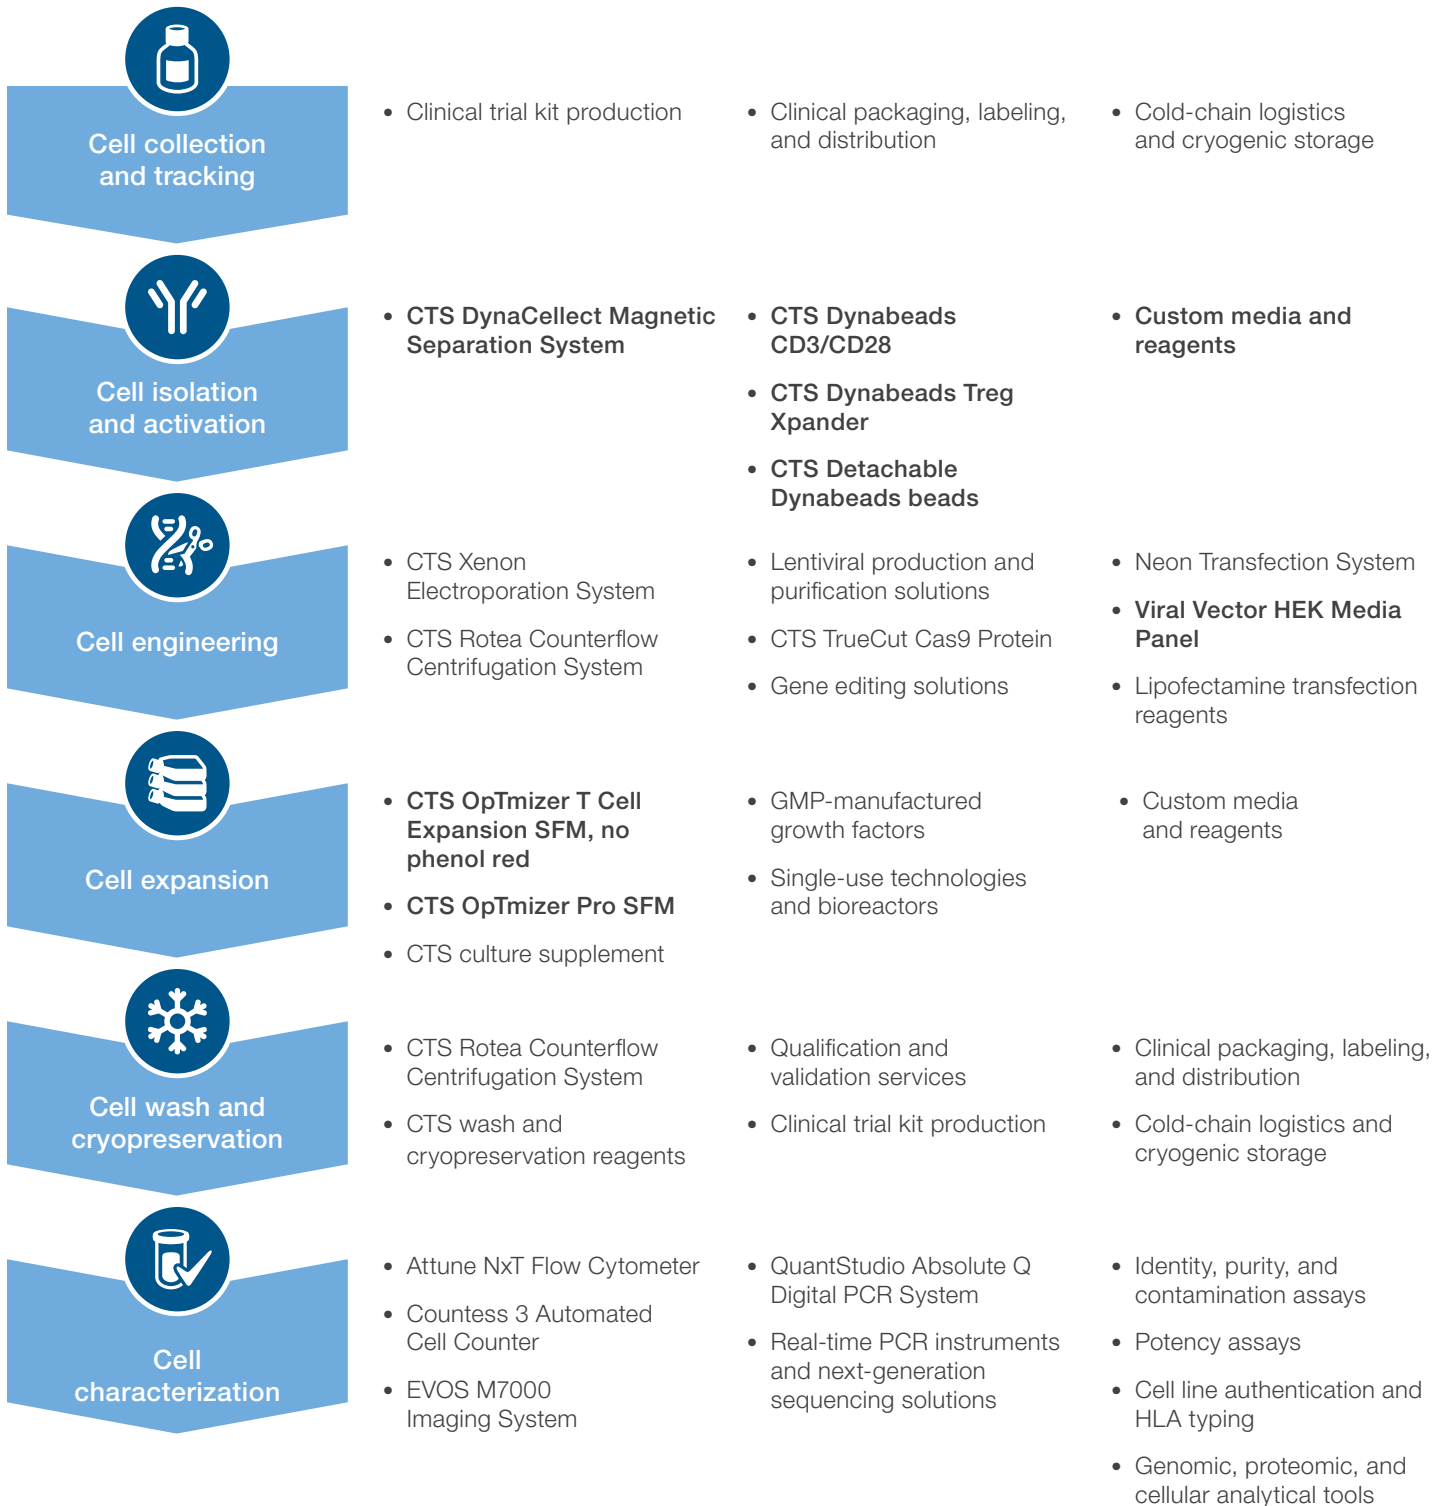 Cell collection
and tracking
• Clinical trial kit production
• Clinical packaging, labeling,
and distribution
• Cold-chain logistics
and cryogenic storage
Cell isolation
and activation
• CTS DynaCellect Magnetic
Separation System
• CTS Dynabeads
CD3/CD28
• CTS Dynabeads Treg
Xpander
• CTS Detachable
Dynabeads beads
• Custom media and
reagents
Cell engineering
• CTS Xenon
Electroporation System
• CTS Rotea Counterflow
Centrifugation System
• Lentiviral production and
purification solutions
• CTS TrueCut Cas9 Protein
• Gene editing solutions
• Neon Transfection System
• Viral Vector HEK Media
Panel
• Lipofectamine transfection
reagents
Cell expansion
• CTS OpTmizer T Cell
Expansion SFM, no
phenol red
• CTS OpTmizer Pro SFM
• CTS culture supplement
• GMP-manufactured
growth factors
• Single-use technologies
and bioreactors
• Custom media
and reagents
Cell wash and
cryopreservation
• CTS Rotea Counterflow
Centrifugation System
• CTS wash and
cryopreservation reagents
• Qualification and
validation services
• Clinical trial kit production
• Clinical packaging, labeling,
and distribution
• Cold-chain logistics and
cryogenic storage
Cell
characterization
• Attune NxT Flow Cytometer
• Countess 3 Automated
Cell Counter
• EVOS M7000
Imaging System
• QuantStudio Absolute Q
Digital PCR System
• Real-time PCR instruments
and next-generation
sequencing solutions
• Identity, purity, and
contamination assays
• Potency assays
• Cell line authentication and
HLA typing
• Genomic, proteomic, and
cellular analytical tools